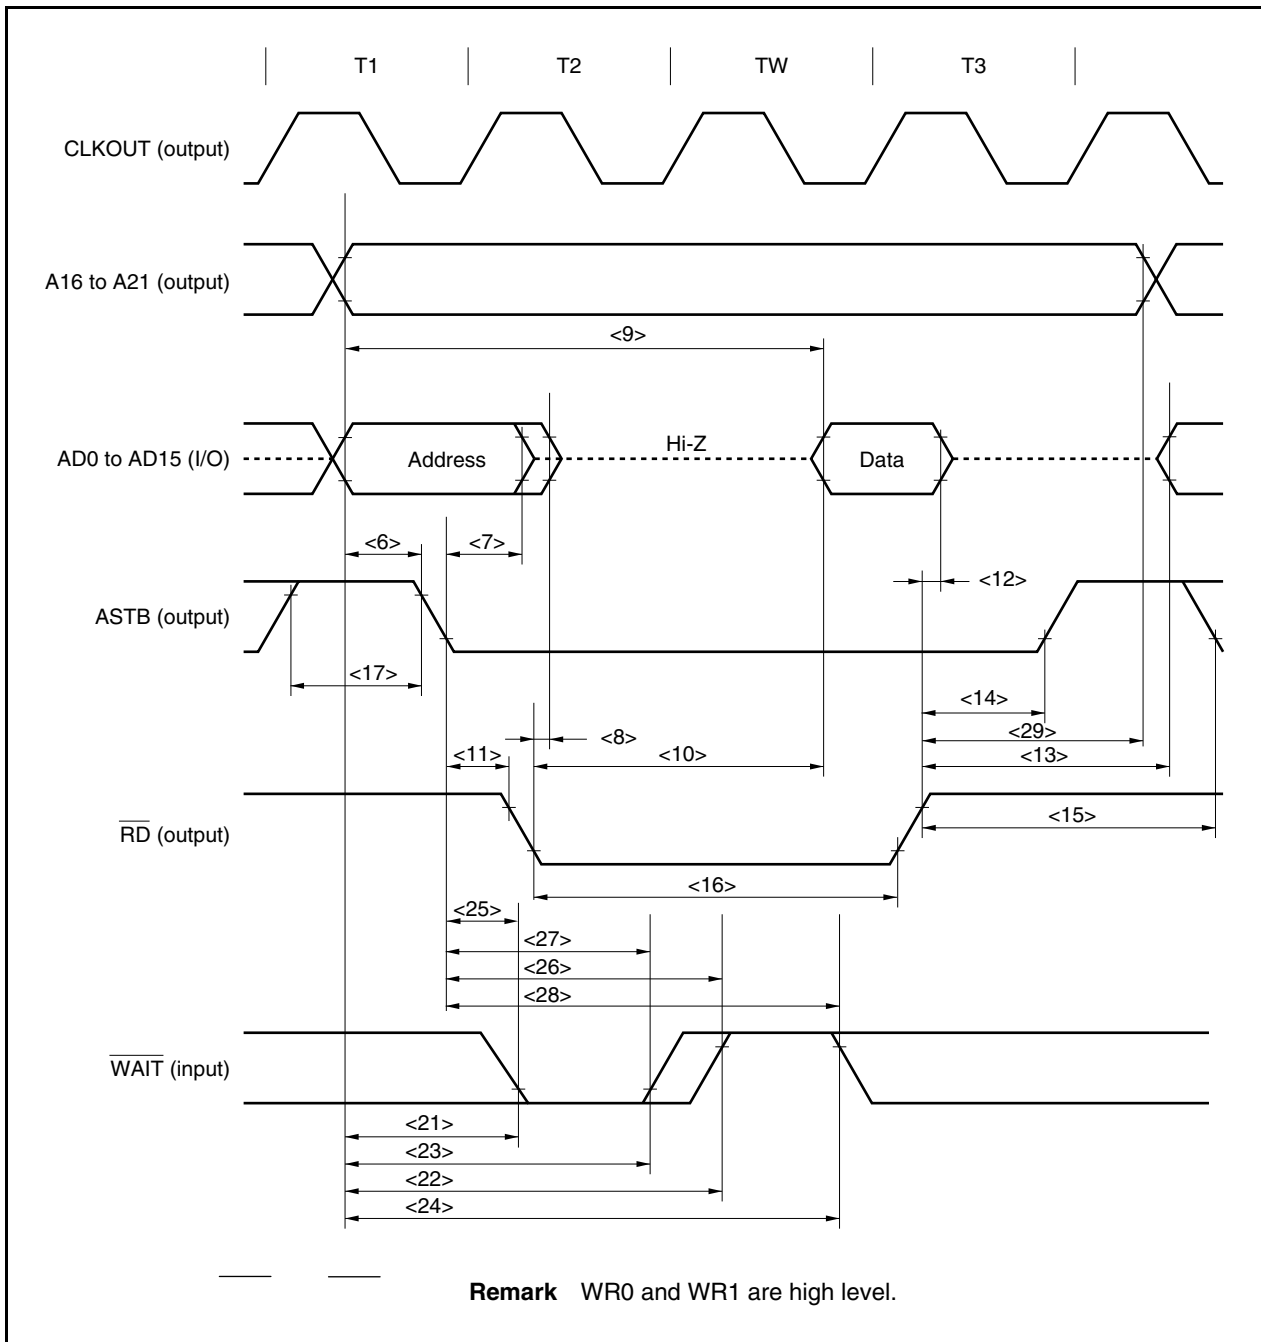 T1 T2 TW T3
CLKOUT (output)
A16 to A21 (output)
<9>
Hi-Z
AD0 to AD15 (I/O) Address Data
<6> <7>
<12>
ASTB (output)
<17>
<14>
<29>
<8>
<11> <10> <13>
<15>
RD (output)
<16>
<25>
<27>
<26>
<28>
WAIT (input)
<21>
<23>
<22>
<24>
Remark WR0 and WR1 are high level.